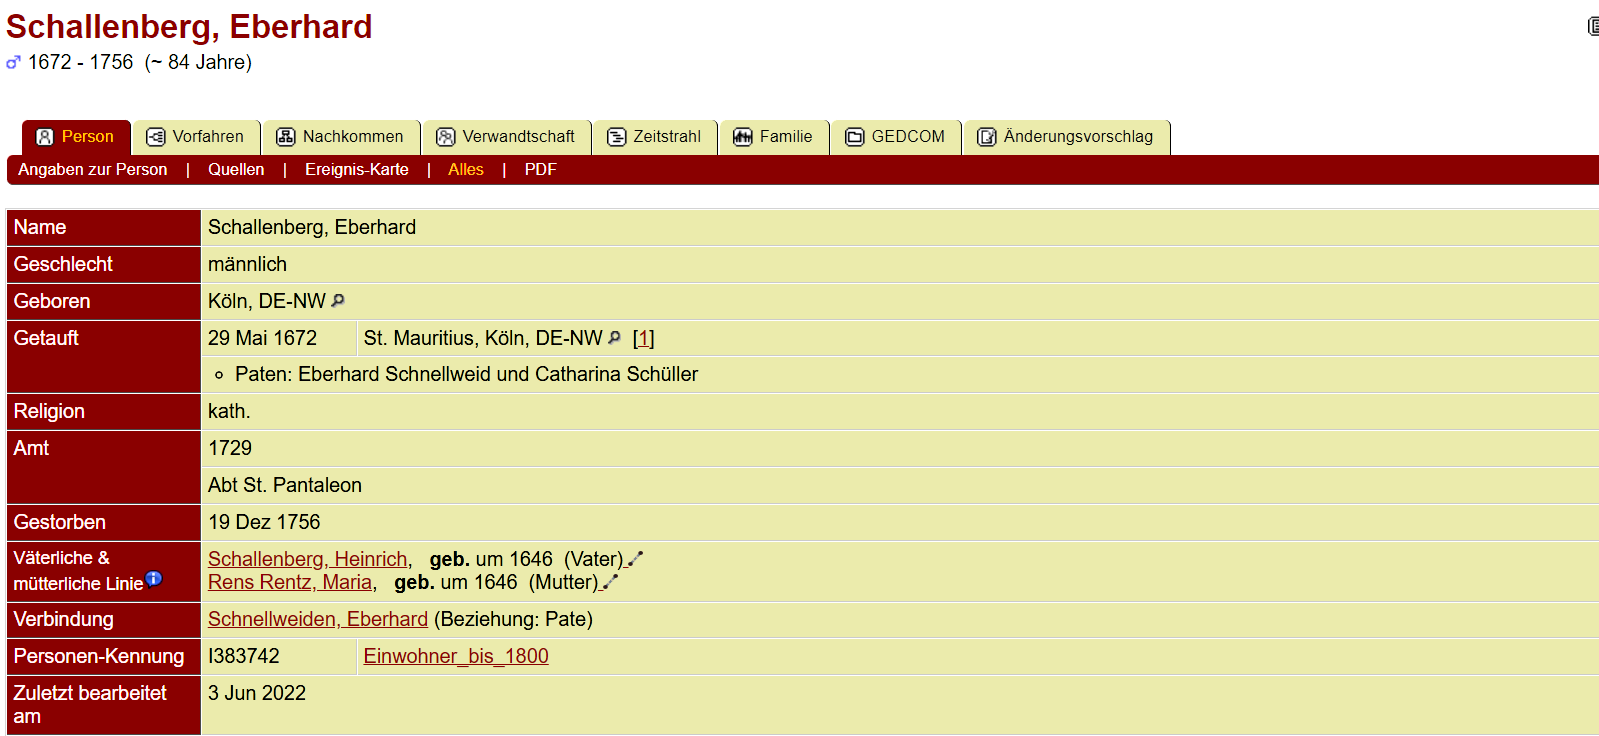 Schallenberg, Eberhard
1672 - 1756 (~ 84 Jahre)
Person Vorfahren Nachkommen Verwandtschaft Zeitstrahl Familie GEDCOM Änderungsvorschlag
Angaben zur Person | Quellen | Ereignis-Karte | Alles | PDF
Name Schallenberg, Eberhard
Geschlecht männlich
Geboren Köln, DE-NW
Getauft 29 Mai 1672 St. Mauritius, Köln, DE-NW [1]
Paten: Eberhard Schnellweid und Catharina Schüller
Religion kath.
Amt 1729
Abt St. Pantaleon
Gestorben 19 Dez 1756
Väterliche & mütterliche Linie
Schallenberg, Heinrich, geb. um 1646 (Vater)
Rens Rentz, Maria, geb. um 1646 (Mutter)
Verbindung Schnellweiden, Eberhard (Beziehung: Pate)
Personen-Kennung I383742 Einwohner_bis_1800
Zuletzt bearbeitet am 3 Jun 2022